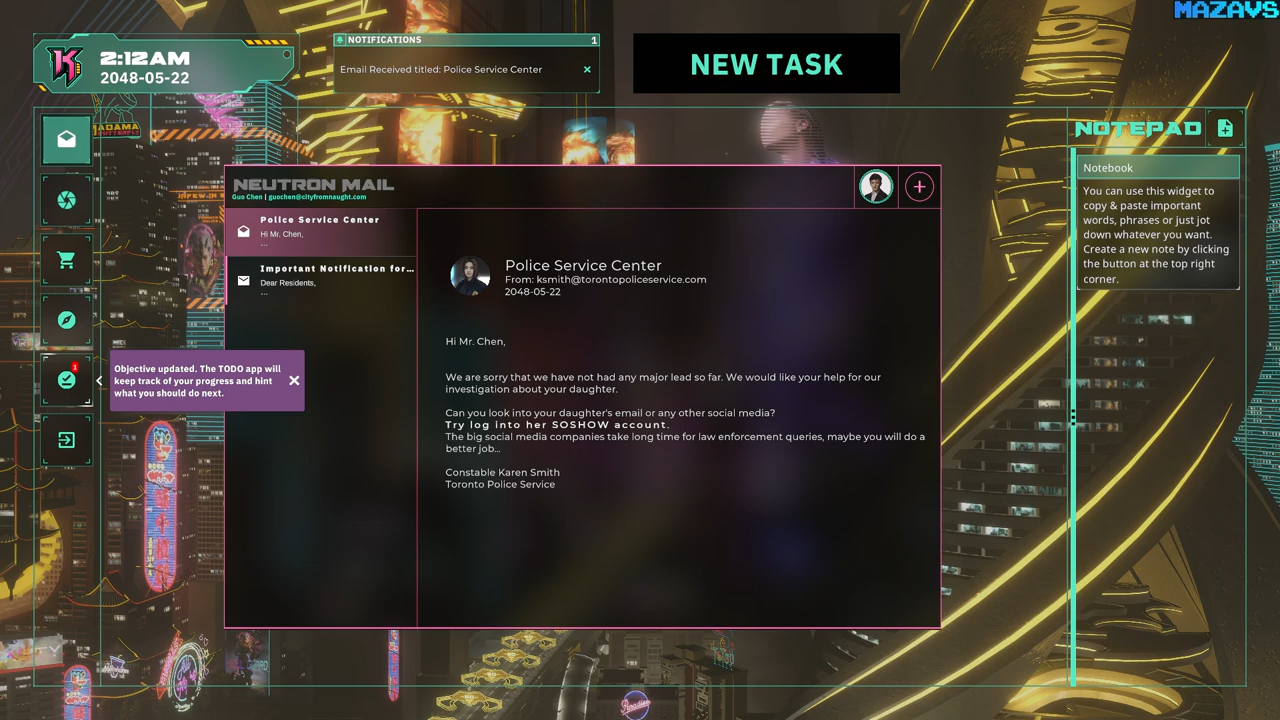 MAZAVS
2:12AM
2048-05-22
NOTIFICATIONS
1
Email Received titled: Police Service Center
NEW TASK
MADAMA
BUTTERFLY
NOTEPAD
Notebook
You can use this widget to
copy & paste important
words, phrases or just jot
down whatever you want.
Create a new note by clicking
the button at the top right
corner.
NEUTRON MAIL
Guo Chen | guochen@cityfromnaught.com
Police Service Center
Hi Mr. Chen,
...
Important Notification for...
Dear Residents,
...
Police Service Center
From: ksmith@torontopoliceservice.com
2048-05-22
Hi Mr. Chen,
We are sorry that we have not had any major lead so far. We would like your help for our
investigation about your daughter.
Can you look into your daughter's email or any other social media?
Try log into her SOSHOW account.
The big social media companies take long time for law enforcement queries, maybe you will do a
better job...
Constable Karen Smith
Toronto Police Service
1
Objective updated. The TODO app will
keep track of your progress and hint
what you should do next.
Paradise